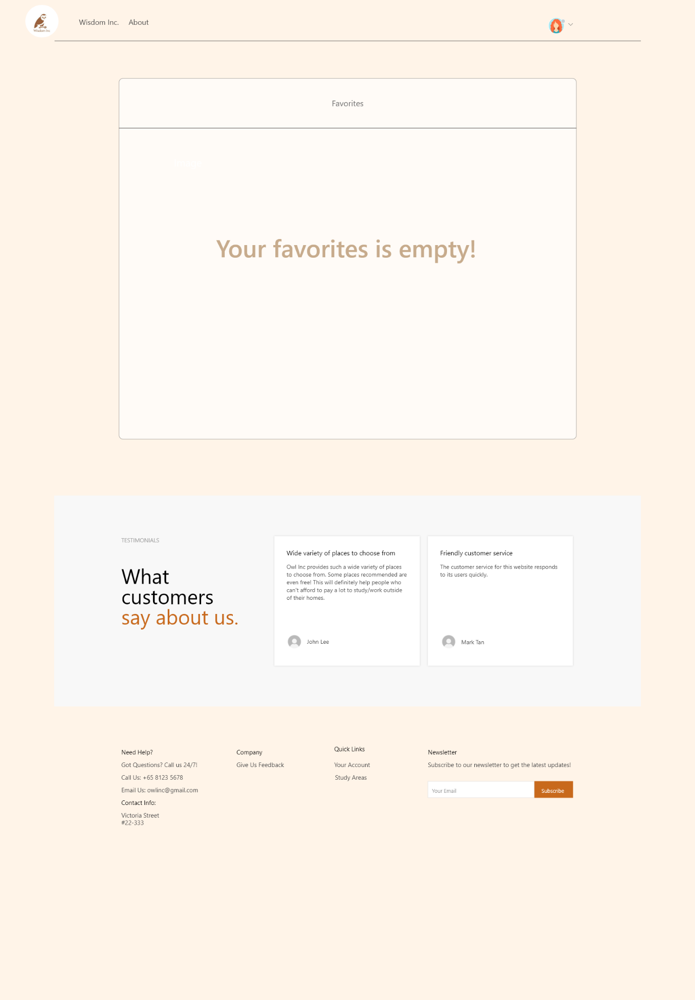 Wisdom Inc
Wisdom Inc. About
Favorites
Your favorites is empty!
TESTIMONIALS
What
customers
say about us.
Wide variety of places to choose from
Owl Inc provides such a wide variety of places
to choose from. Some places recommended are
even free! This will definitely help people who
can't afford to pay a lot to study/work outside
of their homes.
John Lee
Friendly customer service
The customer service for this website responds
to its users quickly.
Mark Tan
Need Help?
Got Questions? Call us 24/7!
Call Us: +65 8123 5678
Email Us: owlinc@gmail.com
Contact Info:
Victoria Street
#22-333
Company
Give Us Feedback
Quick Links
Your Account
Study Areas
Newsletter
Subscribe to our newsletter to get the latest updates!
Your Email
Subscribe